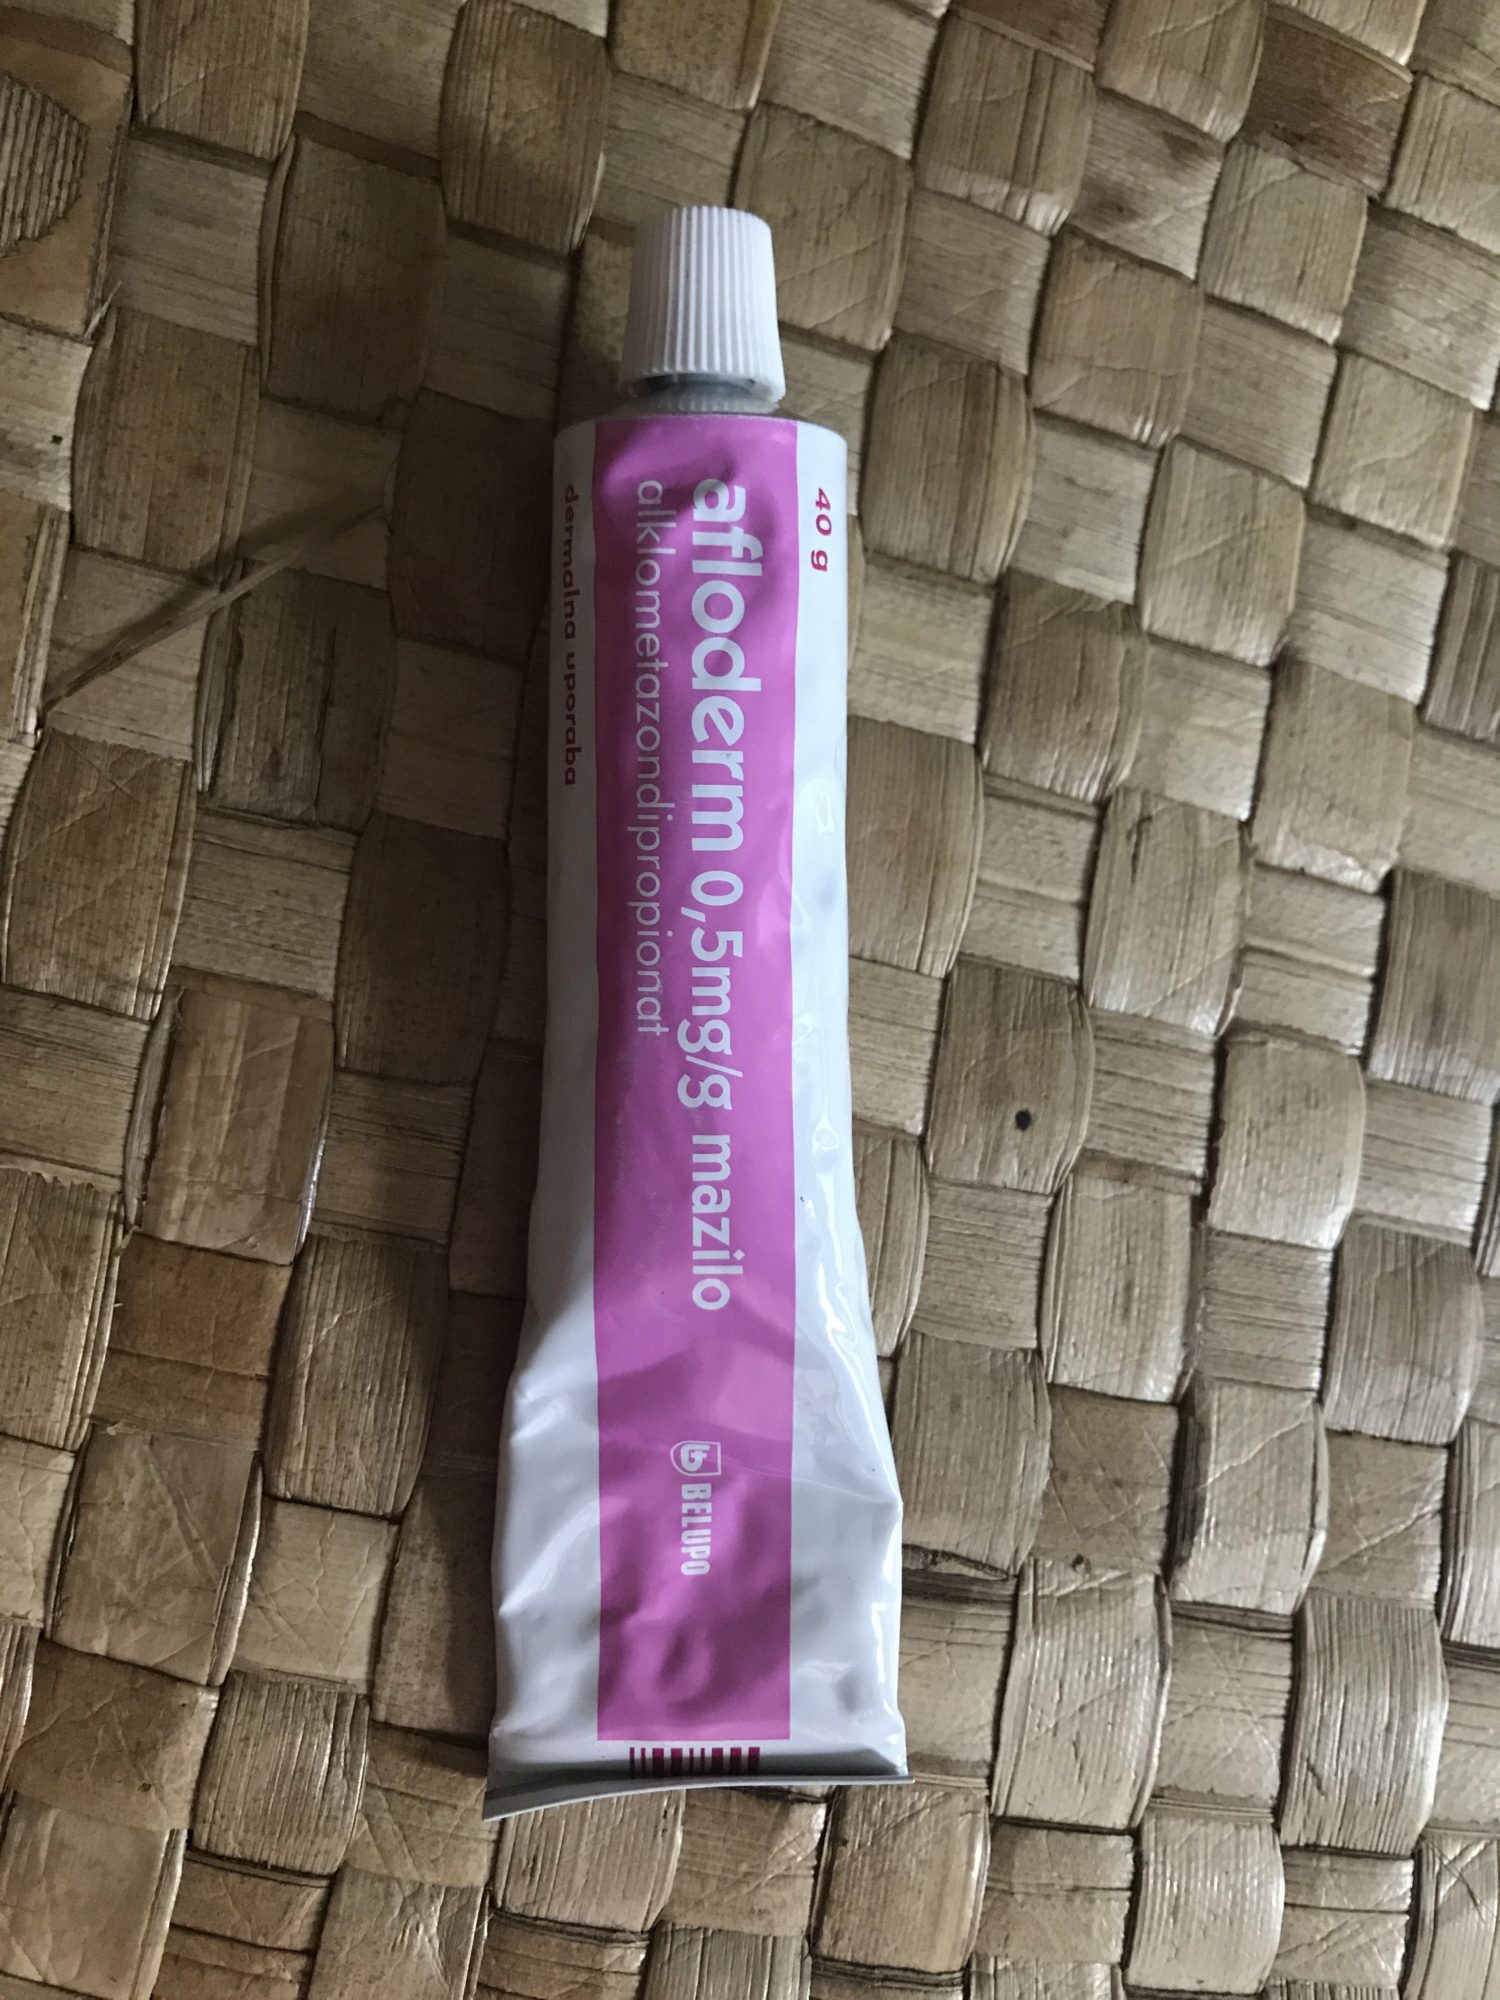 40 g
afloderm 0,5mg/g mazilo
alklometazondipropionat
dermalna uporaba
BELUPO